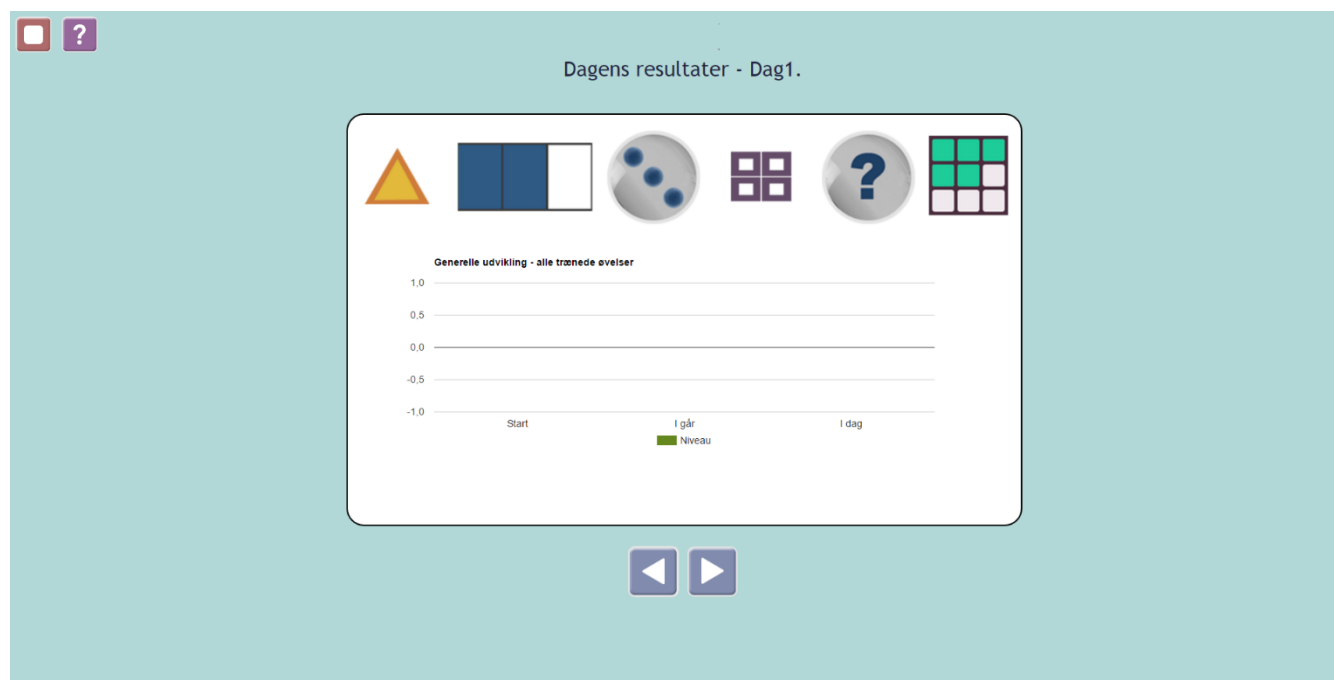 ?
Dagens resultater - Dag1.
?
Generelle udvikling - alle trænede øvelser
1,0
0,5
0,0
-0,5
-1,0
Start I går I dag
Niveau